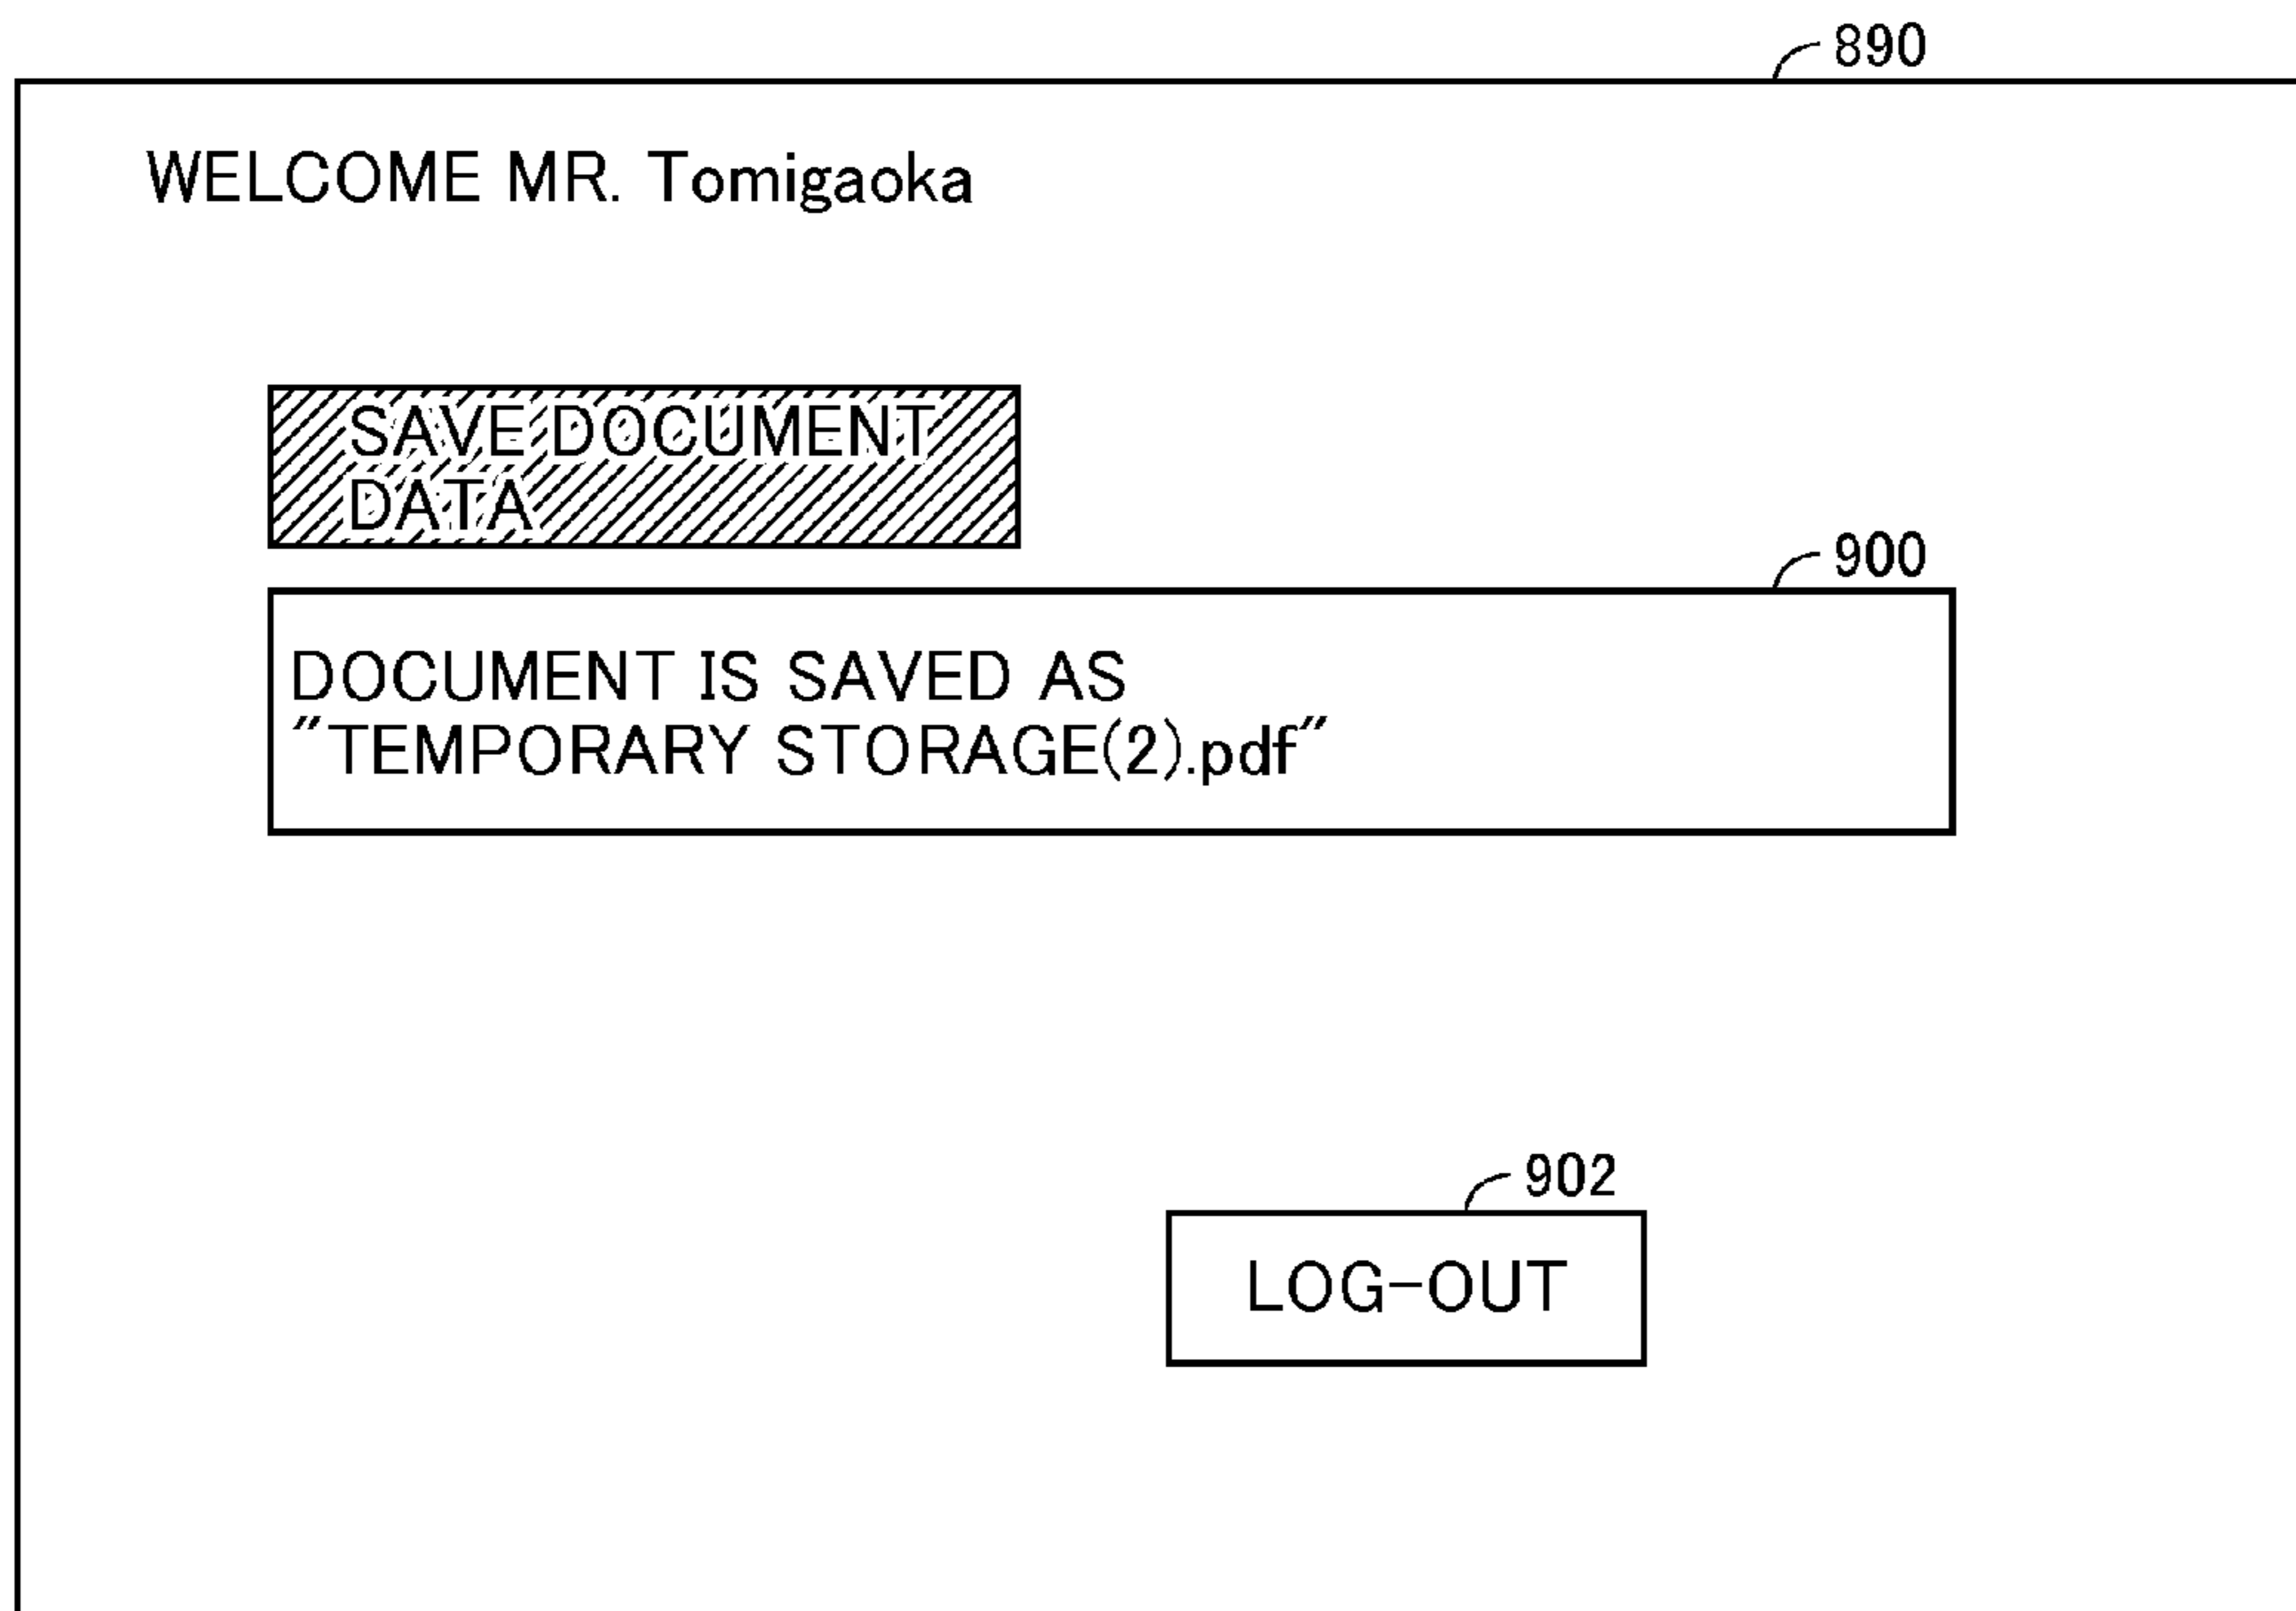 890
WELCOME MR. Tomigaoka
SAVE DOCUMENT
DATA
900
DOCUMENT IS SAVED AS
"TEMPORARY STORAGE(2).pdf"
902
LOG-OUT